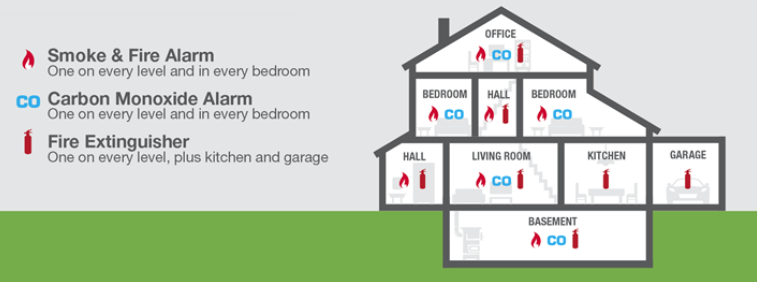 Smoke & Fire Alarm
One on every level and in every bedroom
CO Carbon Monoxide Alarm
One on every level and in every bedroom
Fire Extinguisher
One on every level, plus kitchen and garage
OFFICE
CO
BEDROOM HALL BEDROOM
CO CO
HALL LIVING ROOM KITCHEN GARAGE
CO
BASEMENT
CO